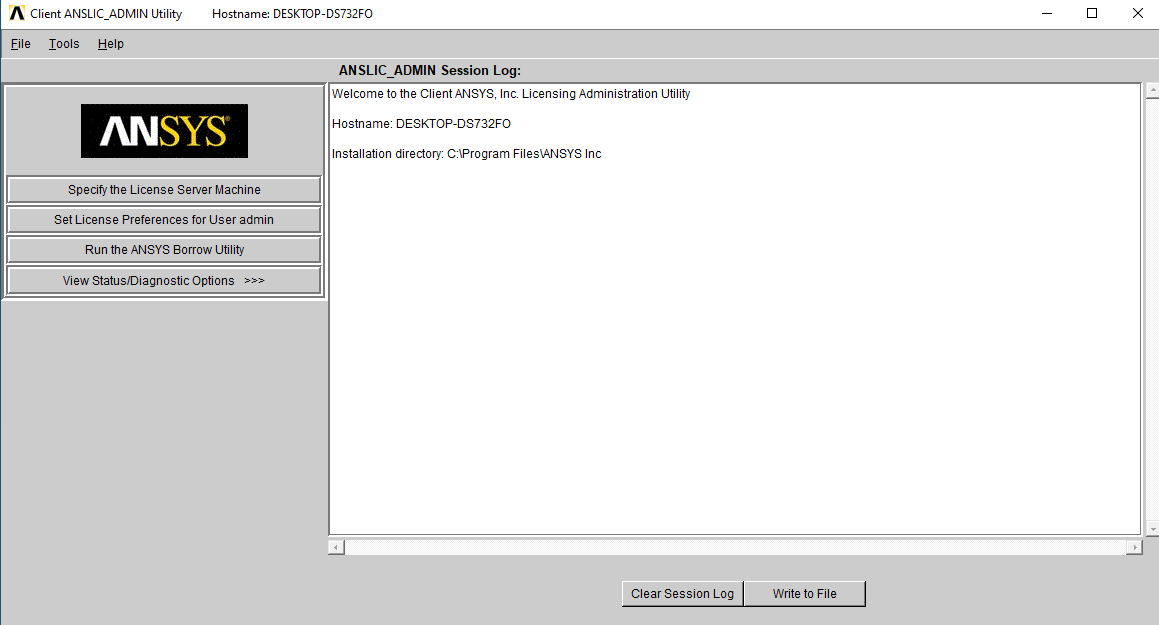 Client ANSLIC_ADMIN Utility Hostname: DESKTOP-DS732FO
File Tools Help
ANSLIC_ADMIN Session Log:
ANSYS®
Specify the License Server Machine
Set License Preferences for User admin
Run the ANSYS Borrow Utility
View Status/Diagnostic Options >>>
Welcome to the Client ANSYS, Inc. Licensing Administration Utility
Hostname: DESKTOP-DS732FO
Installation directory: C:\Program Files\ANSYS Inc
Clear Session Log Write to File